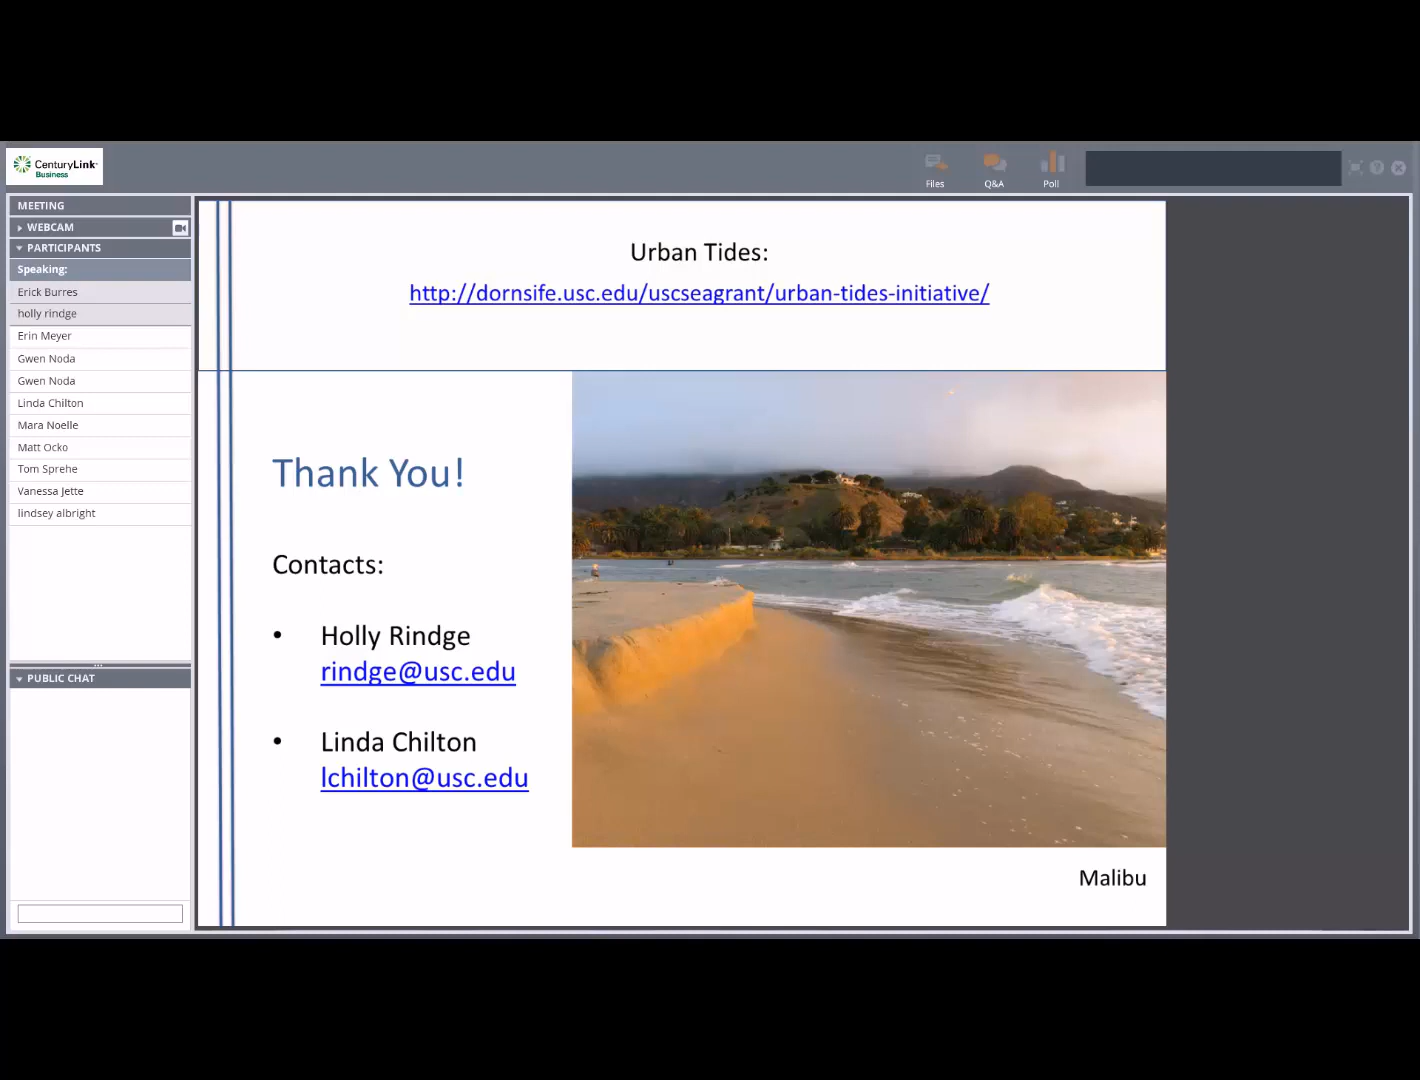 CenturyLink
Business
Files
Q&A
Poll
MEETING
WEBCAM
PARTICIPANTS
Speaking:
Erick Burres
holly rindge
Erin Meyer
Gwen Noda
Gwen Noda
Linda Chilton
Mara Noelle
Matt Ocko
Tom Sprehe
Vanessa Jette
lindsey albright
PUBLIC CHAT
Urban Tides:
http://dornsife.usc.edu/uscseagrant/urban-tides-initiative/
Thank You!
Contacts:
• Holly Rindge
rindge@usc.edu
• Linda Chilton
lchilton@usc.edu
Malibu